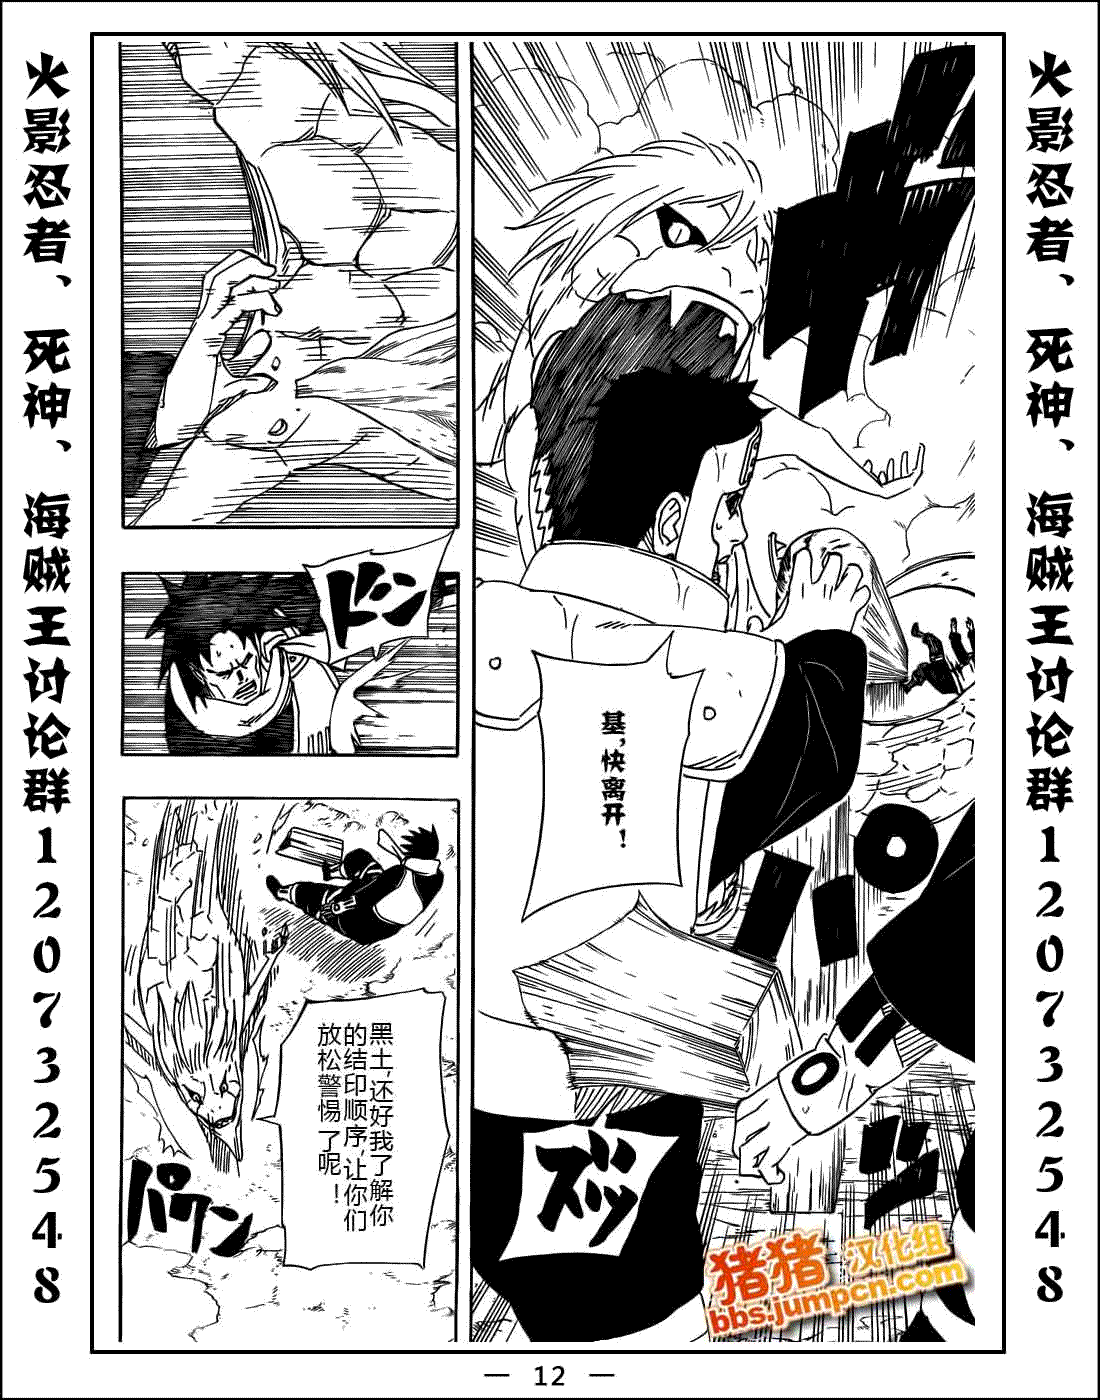 火影忍者、死神、海贼王讨论群120732548
火影忍者、死神、海贼王讨论群120732548
基，快离开！
ズッ
ドドン
黑土，还好我了解你
的结印顺序，让你们
放松警惕了呢！
パクン
猪猪汉化组
bbs.jumpcn.com
— 12 —